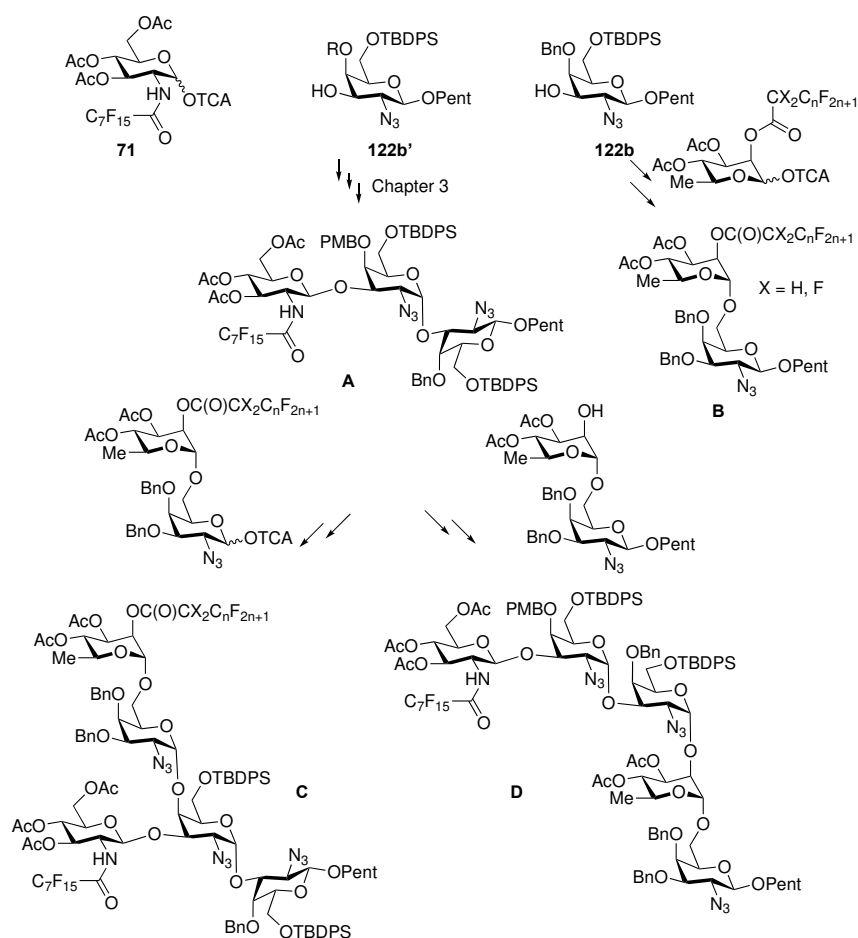 OAc
AcO
AcO
O
NH
OTCA
C7F15
O
71
OTBDPS
RO
O
HO
OPent
N3
122b'
OTBDPS
BnO
O
HO
OPent
N3
122b
CX2CnF2n+1
O
O
AcO
AcO
Me
O
OTCA
Chapter 3
OAc
AcO
AcO
O
NH
C7F15
O
O
PMBO
OTBDPS
O
N3
O
N3
OPent
O
BnO
OTBDPS
A
OC(O)CX2CnF2n+1
AcO
AcO
Me
O
O
X = H, F
BnO
BnO
O
OPent
N3
B
OC(O)CX2CnF2n+1
AcO
AcO
Me
O
O
BnO
BnO
O
OTCA
N3
OH
AcO
AcO
Me
O
O
BnO
BnO
O
OPent
N3
OC(O)CX2CnF2n+1
AcO
AcO
Me
O
O
BnO
BnO
O
N3
O
OTBDPS
C
OAc
AcO
AcO
O
NH
C7F15
O
O
O
N3
O
N3
OPent
O
BnO
OTBDPS
OAc
AcO
AcO
O
NH
C7F15
O
O
PMBO
OTBDPS
O
N3
O
OBn
OTBDPS
O
N3
O
D
AcO
AcO
Me
O
O
BnO
BnO
O
OPent
N3